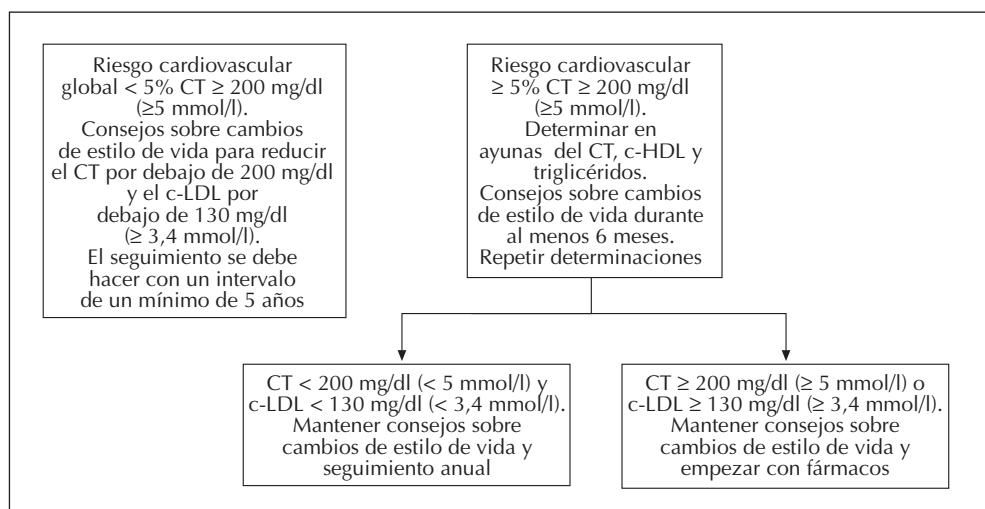 Riesgo cardiovascular
global < 5% CT ≥ 200 mg/dl
(≥5 mmol/l).
Consejos sobre cambios
de estilo de vida para reducir
el CT por debajo de 200 mg/dl
y el c-LDL por
debajo de 130 mg/dl
(≥ 3,4 mmol/l).
El seguimiento se debe
hacer con un intervalo
de un mínimo de 5 años
Riesgo cardiovascular
≥ 5% CT ≥ 200 mg/dl
(≥5 mmol/l).
Determinar en
ayunas del CT, c-HDL y
triglicéridos.
Consejos sobre cambios
de estilo de vida durante
al menos 6 meses.
Repetir determinaciones
CT < 200 mg/dl (< 5 mmol/l) y
c-LDL < 130 mg/dl (< 3,4 mmol/l).
Mantener consejos sobre
cambios de estilo de vida y
seguimiento anual
CT ≥ 200 mg/dl (≥ 5 mmol/l) o
c-LDL ≥ 130 mg/dl (≥ 3,4 mmol/l).
Mantener consejos sobre
cambios de estilo de vida y
empezar con fármacos